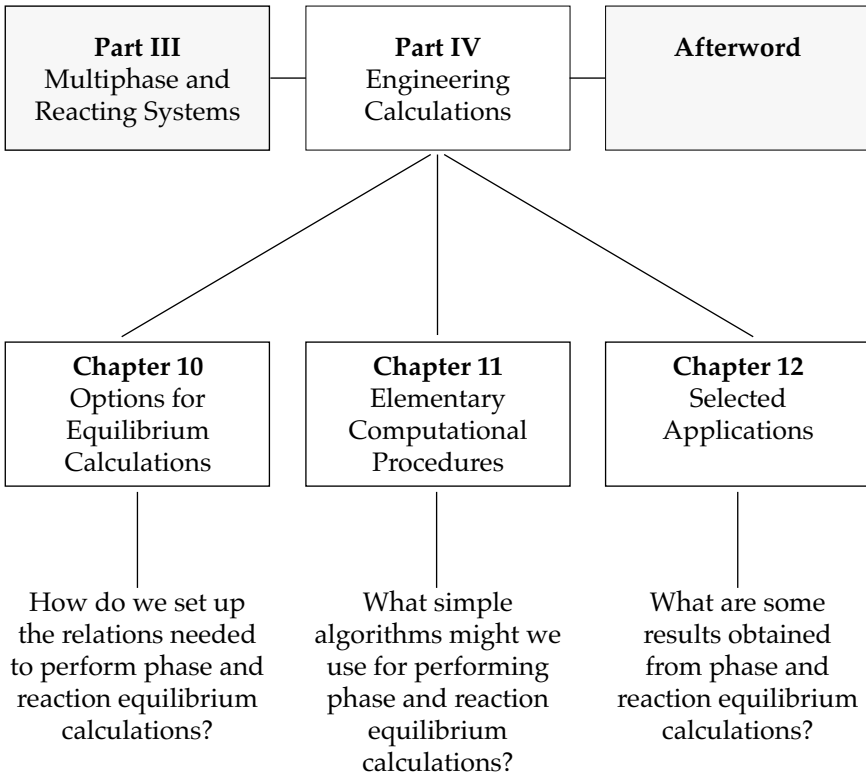 Part III
Multiphase and
Reacting Systems
Part IV
Engineering
Calculations
Afterword
Chapter 10
Options for
Equilibrium
Calculations
Chapter 11
Elementary
Computational
Procedures
Chapter 12
Selected
Applications
How do we set up
the relations needed
to perform phase and
reaction equilibrium
calculations?
What simple
algorithms might we
use for performing
phase and reaction
equilibrium
calculations?
What are some
results obtained
from phase and
reaction equilibrium
calculations?